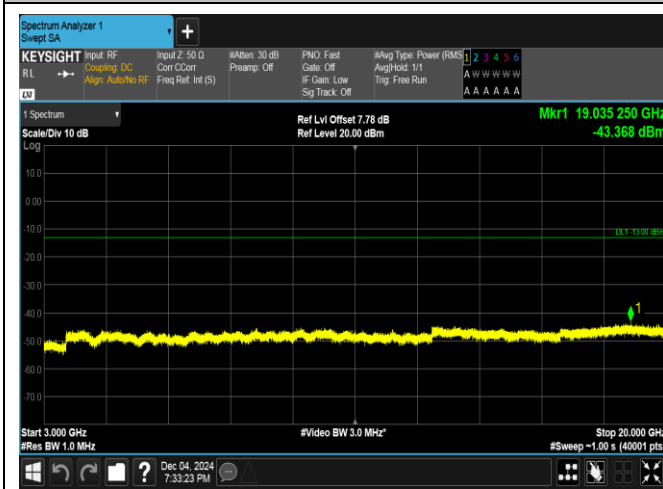 Spectrum Analyzer 1
Swept SA
+
KEYSIGHT Input: RF Input Z: 50 Ω #Atten: 30 dB PNO: Fast #Avg Type: Power (RMS 1 2 3 4 5 6
RL Coupling: DC Corr CCorr Preamp: Off Gate: Off Avg|Hold: 1/1 A W W W W W
Align: Auto/No RF Freq Ref: Int (S) IF Gain: Low Trig: Free Run
Sig Track: Off A A A A A A
LXI
1 Spectrum Ref Lvl Offset 7.78 dB Mkr1 19.035 250 GHz
Scale/Div 10 dB Ref Level 20.00 dBm -43.368 dBm
Log
10.0
0.00
-10.0
DL1 -13.00 dBm
-20.0
-30.0
-40.0
1
-50.0
-60.0
-70.0
Start 3.000 GHz #Video BW 3.0 MHz* Stop 20.000 GHz
#Res BW 1.0 MHz #Sweep ~1.00 s (40001 pts
? Dec 04, 2024
7:33:23 PM